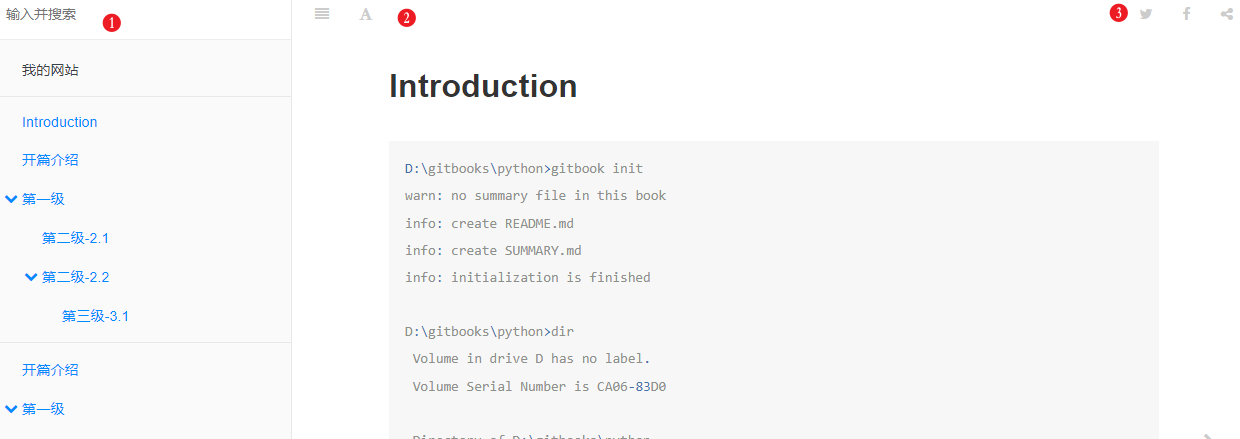 输入并搜索
1
A
2
3
我的网站
Introduction
开篇介绍
第一级
第二级-2.1
第二级-2.2
第三级-3.1
开篇介绍
第一级
Introduction
D:\gitbooks\python>gitbook init
warn: no summary file in this book
info: create README.md
info: create SUMMARY.md
info: initialization is finished
D:\gitbooks\python>dir
Volume in drive D has no label.
Volume Serial Number is CA06-83D0
Directory of D:\gitbooks\python